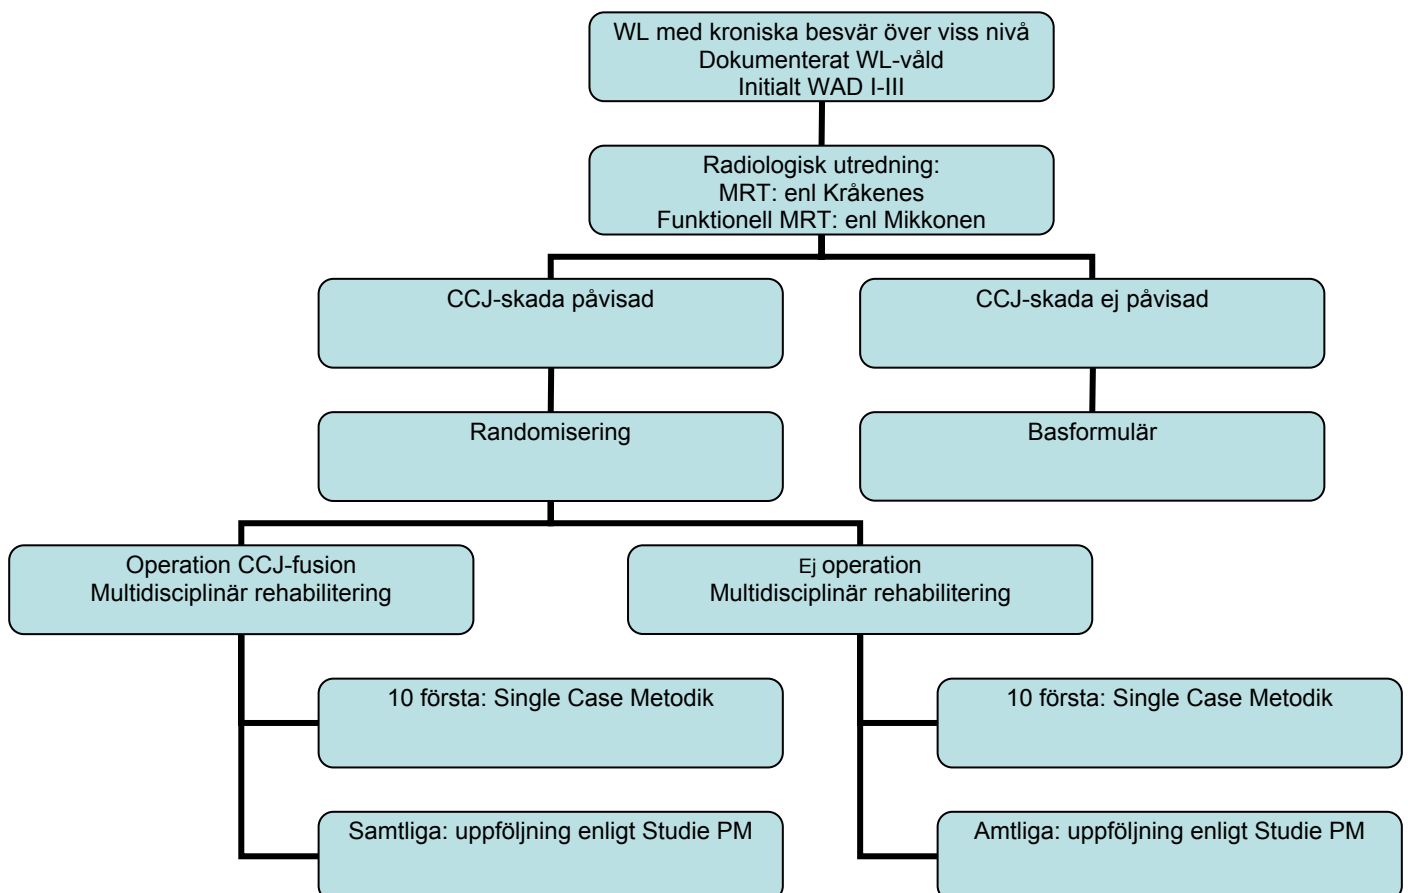 WL med kroniska besvär över viss nivå
Dokumenterat WL-våld
Initialt WAD I-III
Radiologisk utredning:
MRT: enl Kråkenes
Funktionell MRT: enl Mikkonen
CCJ-skada påvisad
CCJ-skada ej påvisad
Randomisering
Basformulär
Operation CCJ-fusion
Multidisciplinär rehabilitering
Ej operation
Multidisciplinär rehabilitering
10 första: Single Case Metodik
10 första: Single Case Metodik
Samtliga: uppföljning enligt Studie PM
Amtliga: uppföljning enligt Studie PM